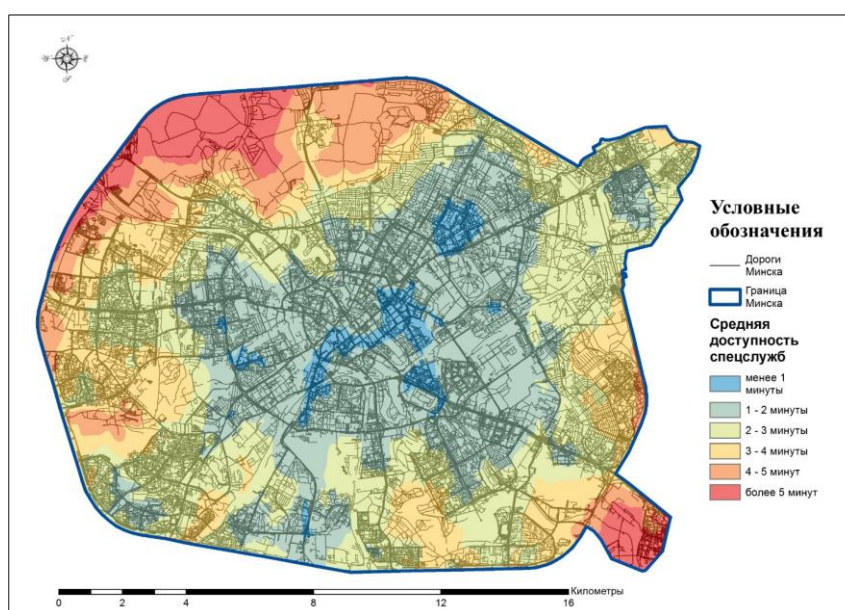 N
W
E
S
Условные
обозначения
Дороги
Минска
Граница
Минска
Средняя
доступность
спецслужб
менее 1
минуты
1 - 2 минуты
2 - 3 минуты
3 - 4 минуты
4 - 5 минут
более 5 минут
Километры
0 2 4 8 12 16